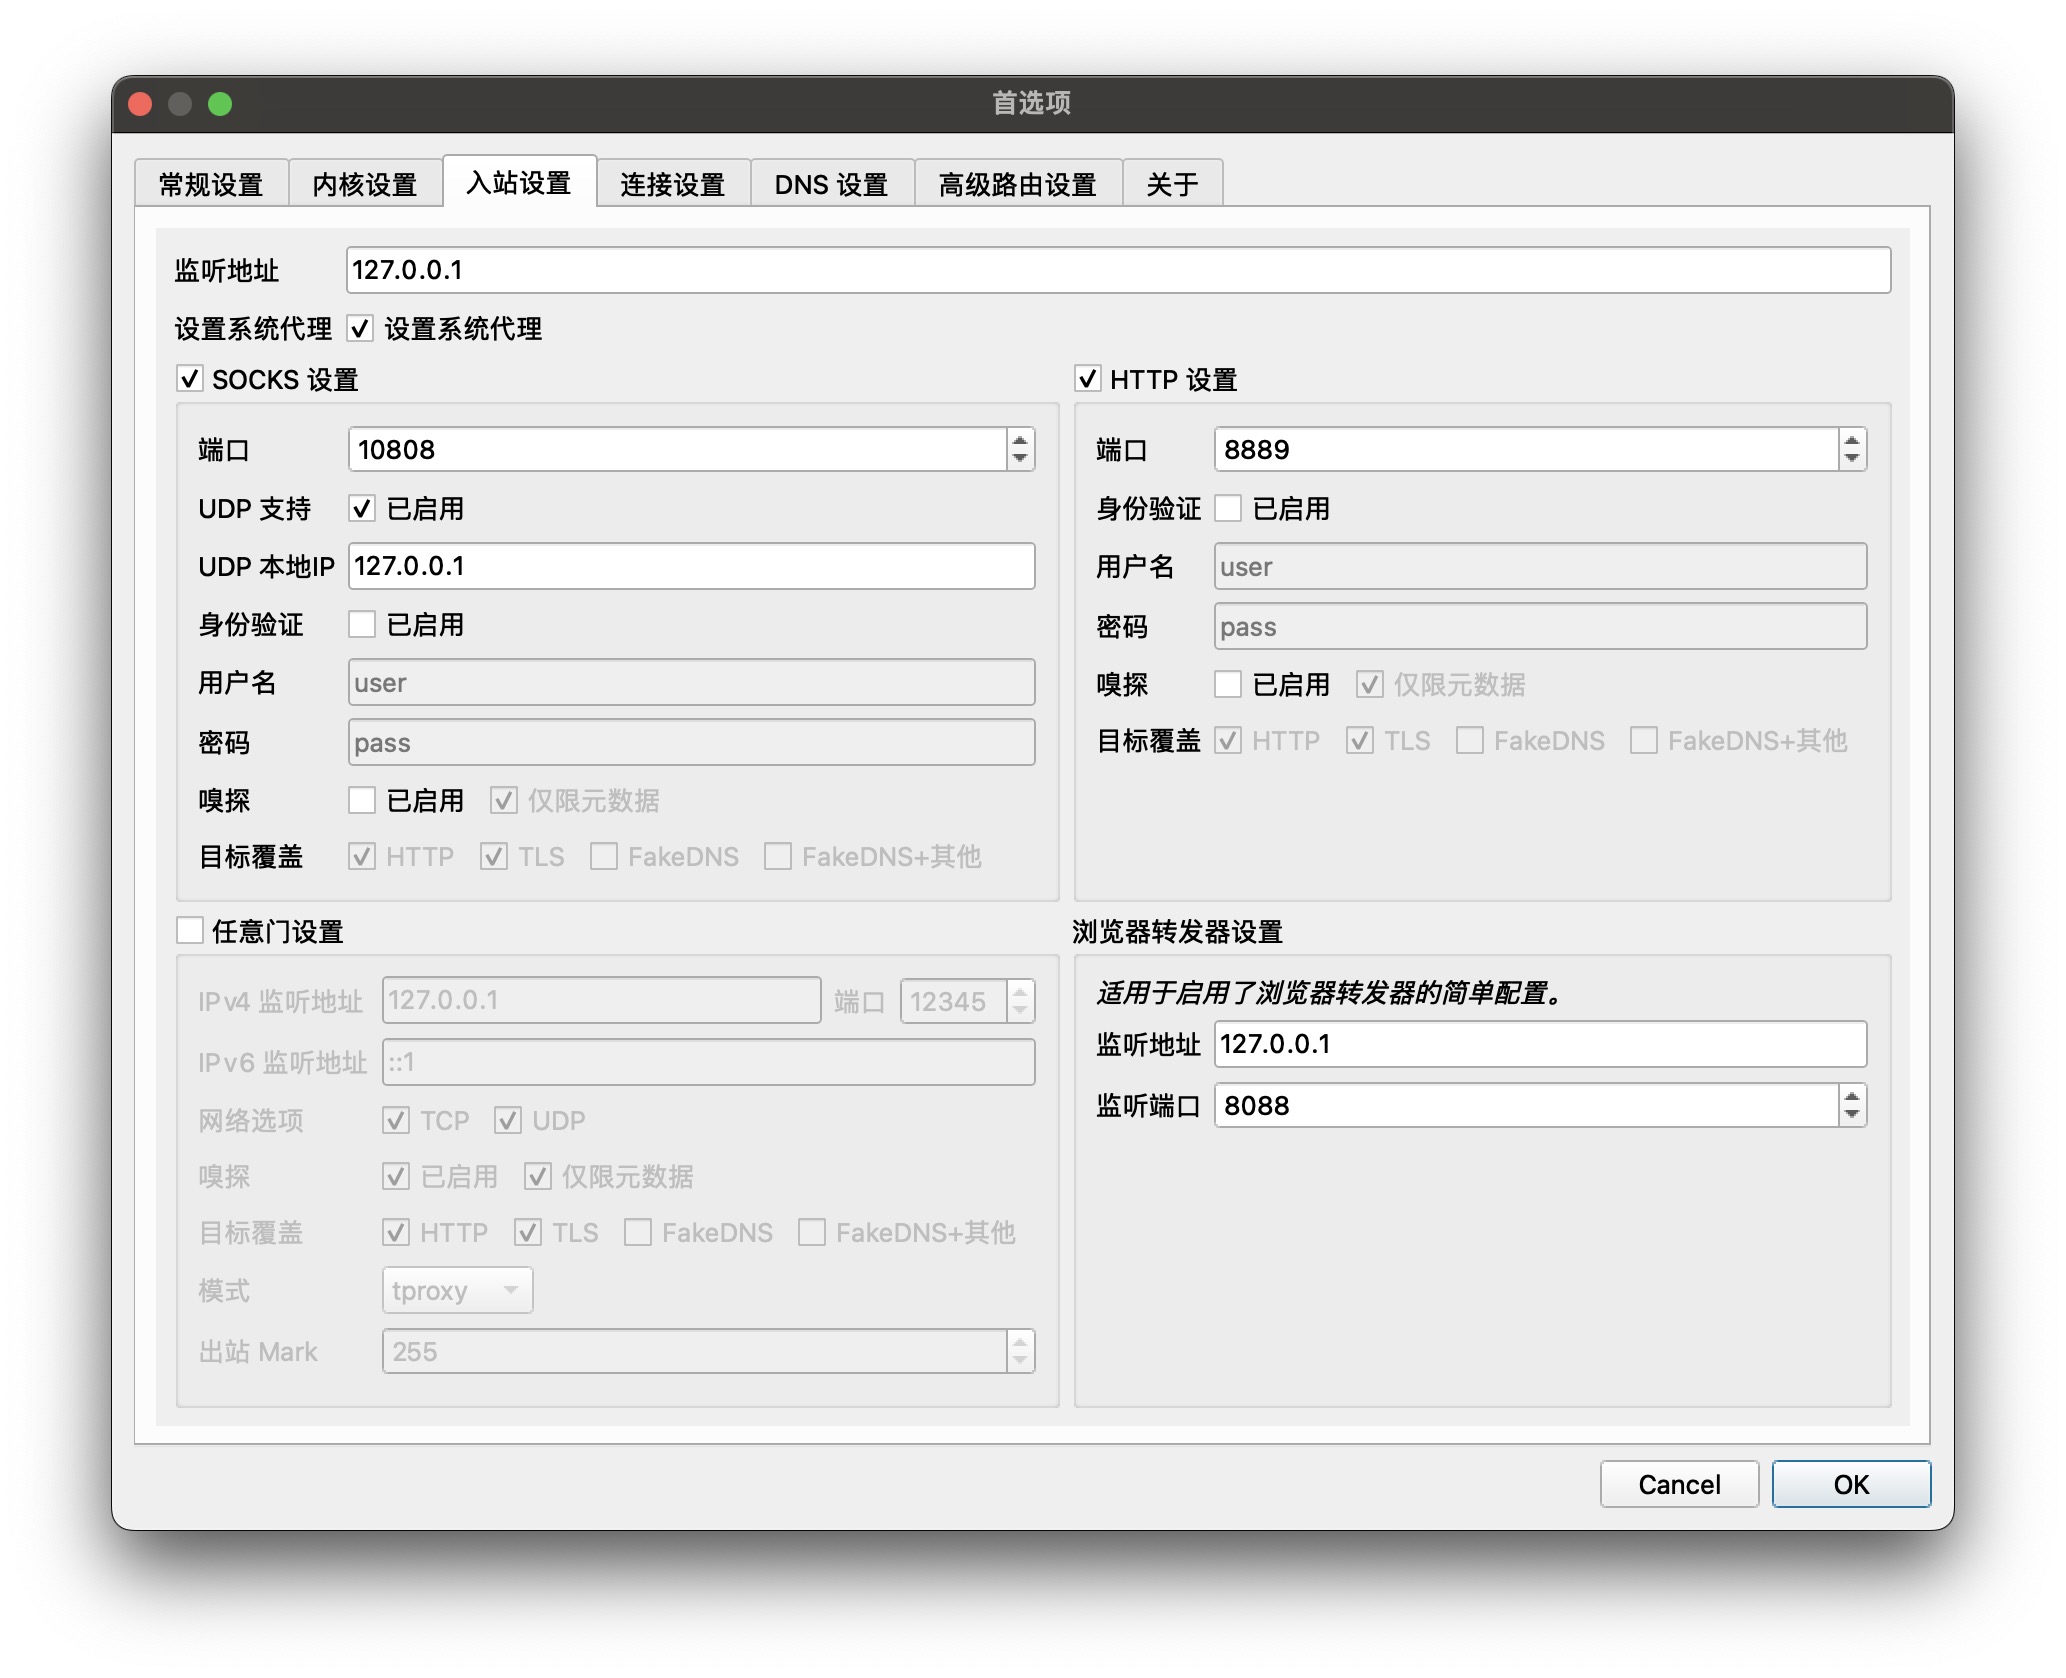 首选项
常规设置 内核设置 入站设置 连接设置 DNS 设置 高级路由设置 关于
监听地址 127.0.0.1
设置系统代理 设置系统代理
SOCKS 设置
端口 10808
UDP 支持 已启用
UDP 本地IP 127.0.0.1
身份验证 已启用
用户名 user
密码 pass
嗅探 已启用 仅限元数据
目标覆盖 HTTP TLS FakeDNS FakeDNS+其他
HTTP 设置
端口 8889
身份验证 已启用
用户名 user
密码 pass
嗅探 已启用 仅限元数据
目标覆盖 HTTP TLS FakeDNS FakeDNS+其他
任意门设置
IPv4 监听地址 127.0.0.1 端口 12345
IPv6 监听地址 ::1
网络选项 TCP UDP
嗅探 已启用 仅限元数据
目标覆盖 HTTP TLS FakeDNS FakeDNS+其他
模式 tproxy
出站 Mark 255
浏览器转发器设置
适用于启用了浏览器转发器的简单配置。
监听地址 127.0.0.1
监听端口 8088
Cancel OK